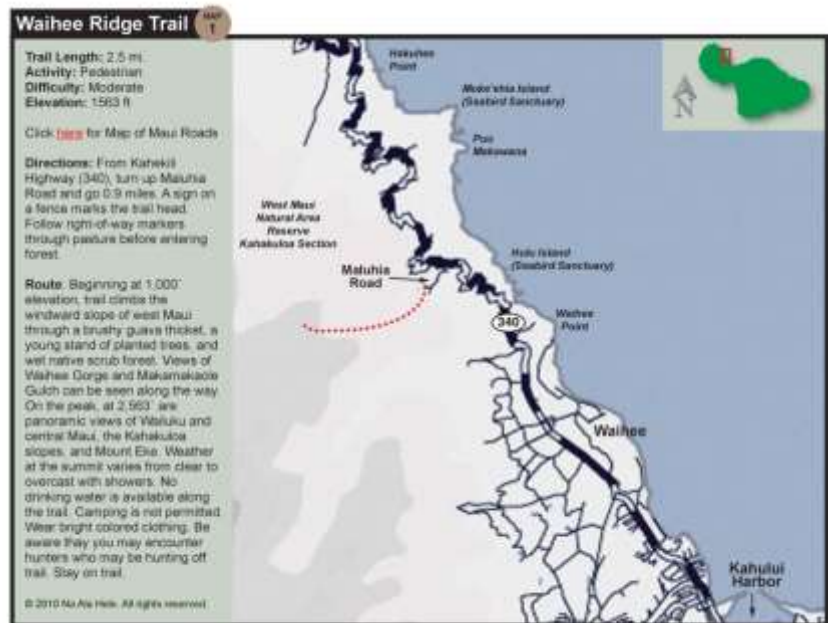 Waihee Ridge Trail
MAP
1
Trail Length: 2.5 mi.
Activity: Pedestrian
Difficulty: Moderate
Elevation: 1563 ft
Click here for Map of Maui Roads
Directions: From Kahekili
Highway (340), turn up Maluhia
Road and go 0.9 miles. A sign on
a fence marks the trail head.
Follow right-of-way markers
through pasture before entering
forest.
Route: Beginning at 1,000'
elevation, trail climbs the
windward slope of west Maui
through a brushy guava thicket, a
young stand of planted trees, and
wet native scrub forest. Views of
Waihee Gorge and Makamakaole
Gulch can be seen along the way.
On the peak, at 2,563' are
panoramic views of Wailuku and
central Maui, the Kahakuloa
slopes, and Mount Eke. Weather
at the summit varies from clear to
overcast with showers. No
drinking water is available along
the trail. Camping is not permitted.
Wear bright colored clothing. Be
aware thay you may encounter
hunters who may be hunting off
trail. Stay on trail.
© 2010 Na Ala Hele. All rights reserved.
Hakuhee
Point
Moke'ehia Island
(Seabird Sanctuary)
Puu
Makawana
West Maui
Natural Area
Reserve
Kahakuloa Section
Hulu Island
(Seabird Sanctuary)
Maluhia
Road
Waihee
Point
340
Waihee
Kahului
Harbor
N